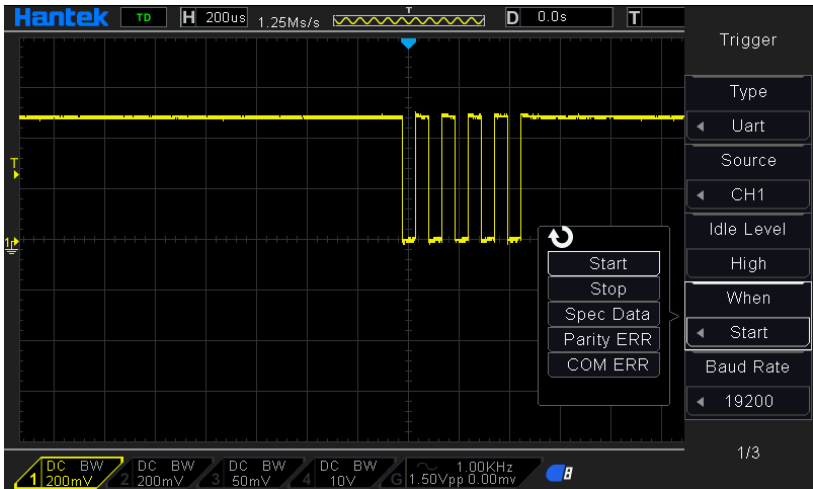 Hantek TD H 200us 1.25Ms/s T D 0.0s T
Trigger
Type
Uart
Source
CH1
Idle Level
High
When
Start
Baud Rate
19200
1/3
T
1
Start
Stop
Spec Data
Parity ERR
COM ERR
1 DC BW 200mV
2 DC BW 200mV
3 DC BW 50mV
4 DC BW 10V
G 1.00KHz 1.50Vpp 0.00mv